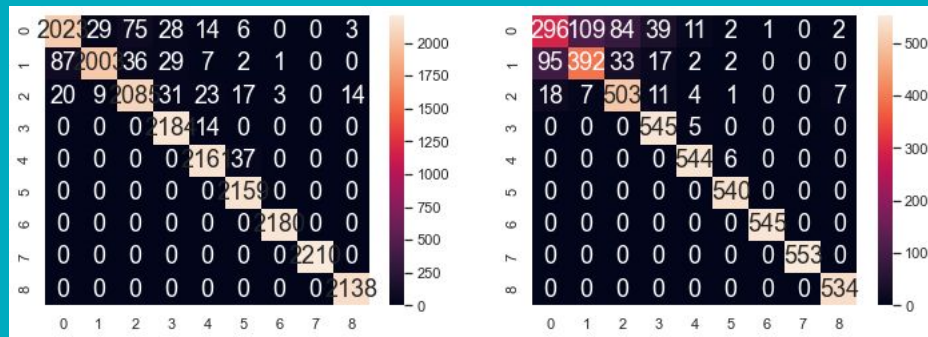 0 2023 29 75 28 14 6 0 0 3
1 87 2003 36 29 7 2 1 0 0
2 20 9 2085 31 23 17 3 0 14
3 0 0 0 2184 14 0 0 0 0
4 0 0 0 0 2161 37 0 0 0
5 0 0 0 0 0 2159 0 0 0
6 0 0 0 0 0 0 2180 0 0
7 0 0 0 0 0 0 0 2210 0
8 0 0 0 0 0 0 0 0 2138
0 1 2 3 4 5 6 7 8
2000
1750
1500
1250
1000
750
500
250
0
0 296 109 84 39 11 2 1 0 2
1 95 392 33 17 2 2 0 0 0
2 18 7 503 11 4 1 0 0 7
3 0 0 0 545 5 0 0 0 0
4 0 0 0 0 544 6 0 0 0
5 0 0 0 0 0 540 0 0 0
6 0 0 0 0 0 0 545 0 0
7 0 0 0 0 0 0 0 553 0
8 0 0 0 0 0 0 0 0 534
0 1 2 3 4 5 6 7 8
500
400
300
200
100
0